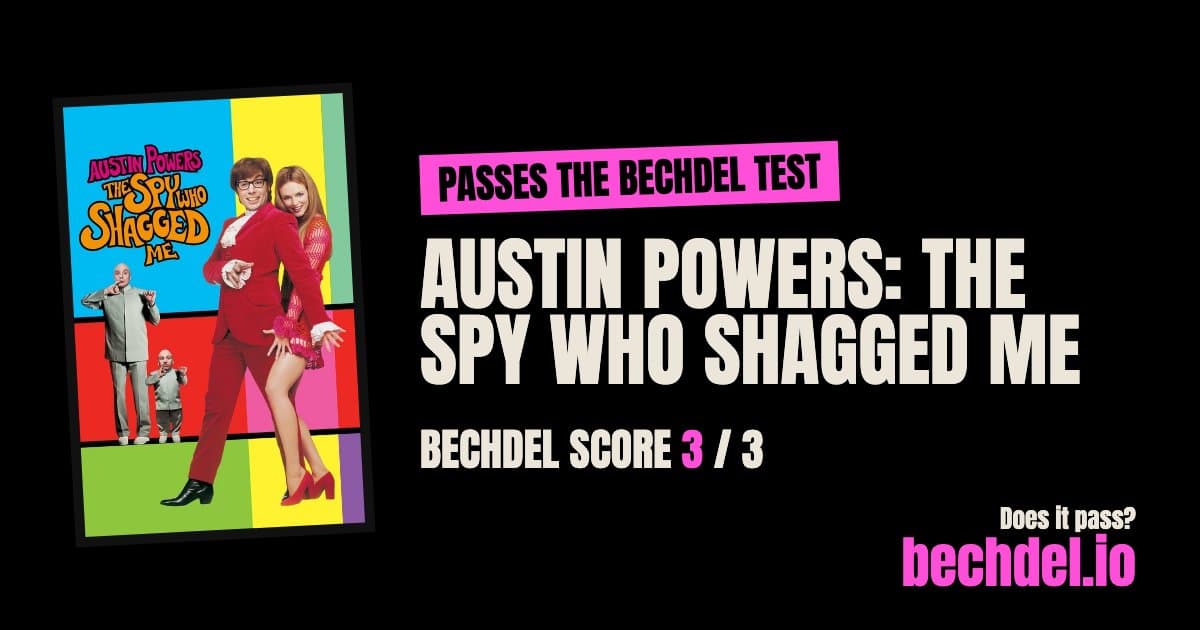 AUSTIN POWERS
THE SPY WHO
SHAGGED
ME
PASSES THE BECHDEL TEST
AUSTIN POWERS: THE
SPY WHO SHAGGED ME
BECHDEL SCORE 3 / 3
Does it pass?
bechdel.io